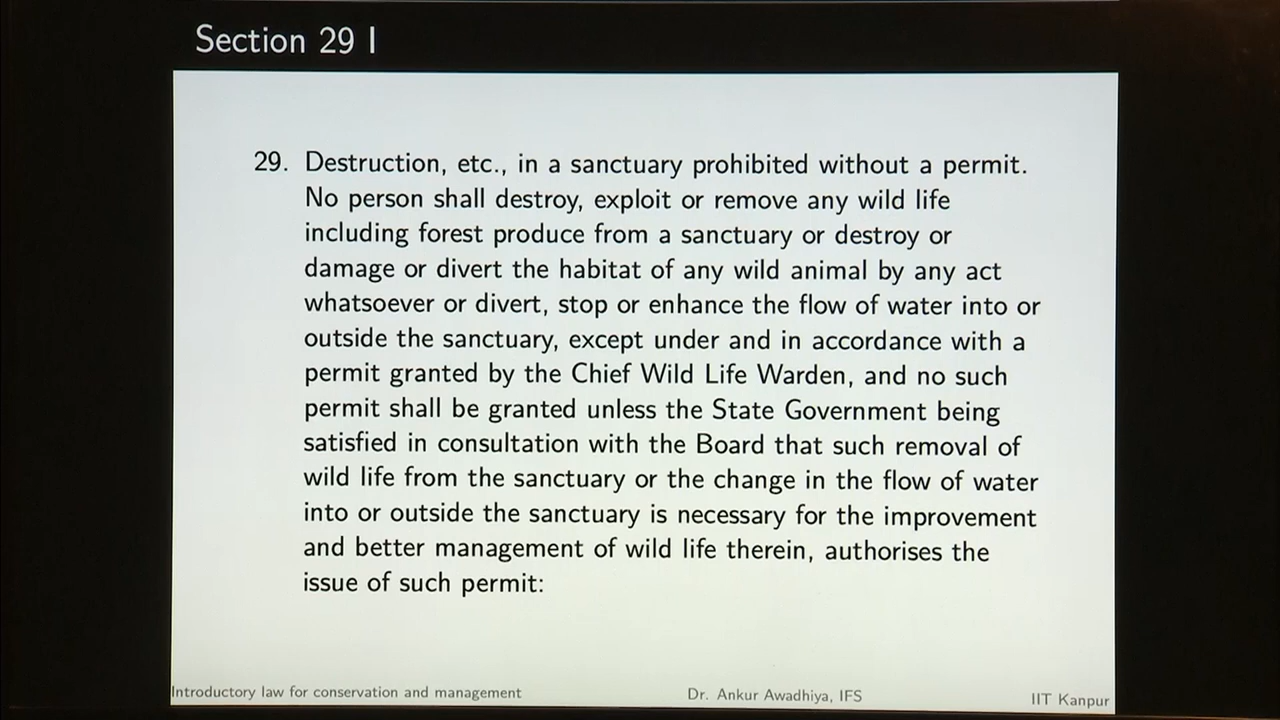 Section 29 I
29. Destruction, etc., in a sanctuary prohibited without a permit.
No person shall destroy, exploit or remove any wild life
including forest produce from a sanctuary or destroy or
damage or divert the habitat of any wild animal by any act
whatsoever or divert, stop or enhance the flow of water into or
outside the sanctuary, except under and in accordance with a
permit granted by the Chief Wild Life Warden, and no such
permit shall be granted unless the State Government being
satisfied in consultation with the Board that such removal of
wild life from the sanctuary or the change in the flow of water
into or outside the sanctuary is necessary for the improvement
and better management of wild life therein, authorises the
issue of such permit:
Introductory law for conservation and management Dr. Ankur Awadhiya, IFS IIT Kanpur